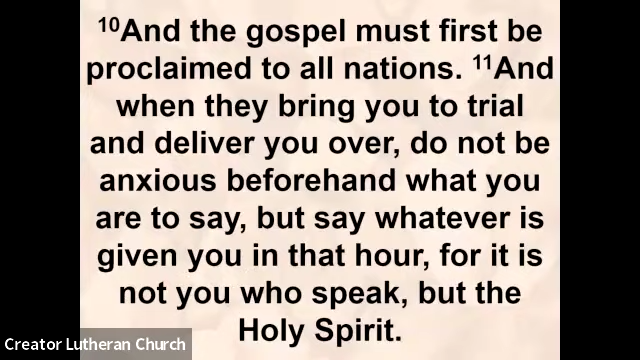 ¹⁰And the gospel must first be
proclaimed to all nations. ¹¹And
when they bring you to trial
and deliver you over, do not be
anxious beforehand what you
are to say, but say whatever is
given you in that hour, for it is
not you who speak, but the
Holy Spirit.
Creator Lutheran Church